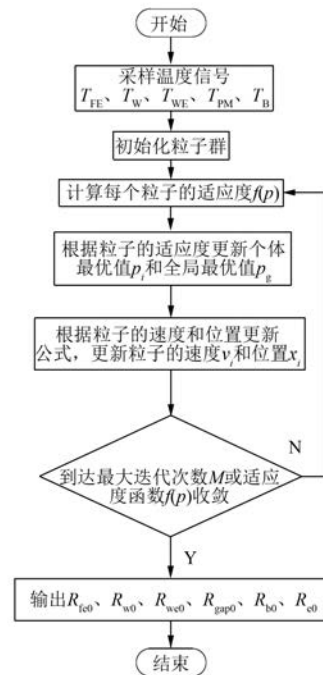 开始
采样温度信号
T_FE、T_W、T_WE、T_PM、T_B
初始化粒子群
计算每个粒子的适应度f(p)
根据粒子的适应度更新个体
最优值p_i和全局最优值p_g
根据粒子的速度和位置更新
公式，更新粒子的速度v_i和位置x_i
N
到达最大迭代次数M或适应
度函数f(p)收敛
Y
输出R_fe0、R_w0、R_we0、R_gap0、R_b0、R_e0
结束